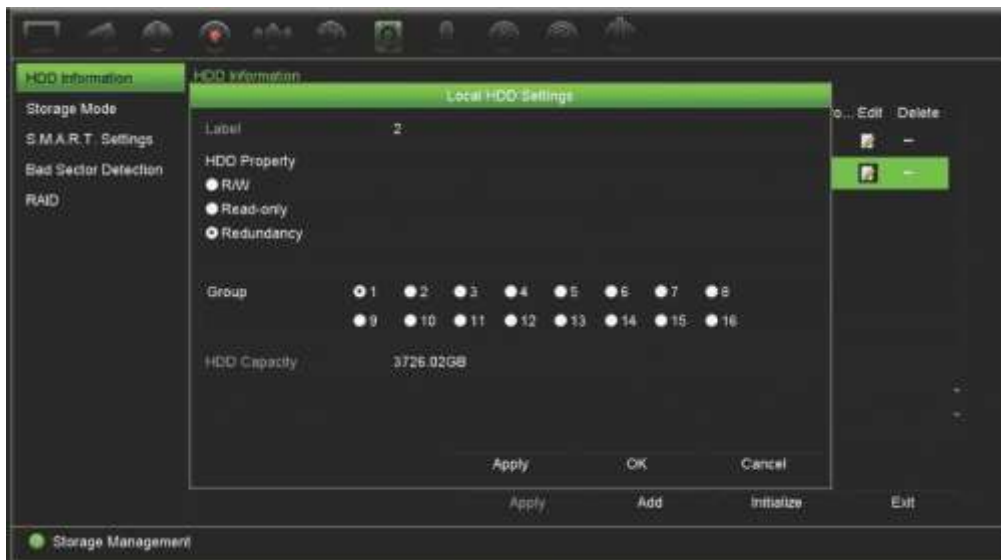 HDD Information
Storage Mode
S.M.A.R.T. Settings
Bad Sector Detection
RAID
HDD Information
o... Edit Delete
Local HDD Settings
Label 2
HDD Property
R/W
Read-only
Redundancy
Group 1 2 3 4 5 6 7 8
9 10 11 12 13 14 15 16
HDD Capacity 3726.02GB
Apply OK Cancel
Apply Add Initialize Exit
Storage Management